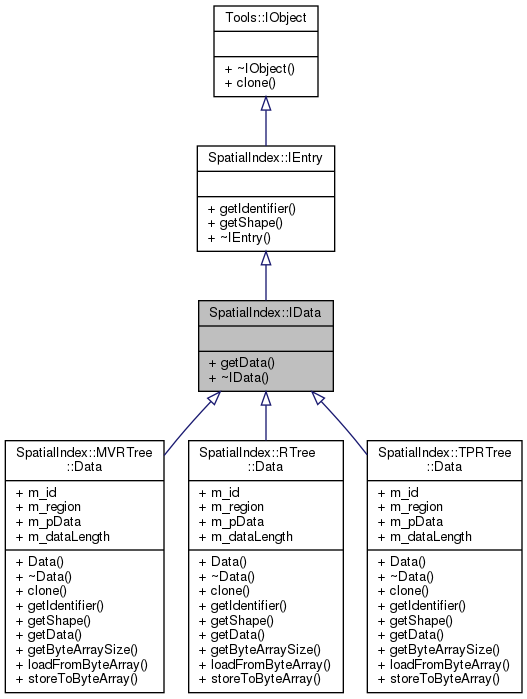 Tools::IObject
+ ~IObject()
+ clone()
SpatialIndex::IEntry
+ getIdentifier()
+ getShape()
+ ~IEntry()
SpatialIndex::IData
+ getData()
+ ~IData()
SpatialIndex::MVRTree
::Data
+ m_id
+ m_region
+ m_pData
+ m_dataLength
+ Data()
+ ~Data()
+ clone()
+ getIdentifier()
+ getShape()
+ getData()
+ getByteArraySize()
+ loadFromByteArray()
+ storeToByteArray()
SpatialIndex::RTree
::Data
+ m_id
+ m_region
+ m_pData
+ m_dataLength
+ Data()
+ ~Data()
+ clone()
+ getIdentifier()
+ getShape()
+ getData()
+ getByteArraySize()
+ loadFromByteArray()
+ storeToByteArray()
SpatialIndex::TPRTree
::Data
+ m_id
+ m_region
+ m_pData
+ m_dataLength
+ Data()
+ ~Data()
+ clone()
+ getIdentifier()
+ getShape()
+ getData()
+ getByteArraySize()
+ loadFromByteArray()
+ storeToByteArray()